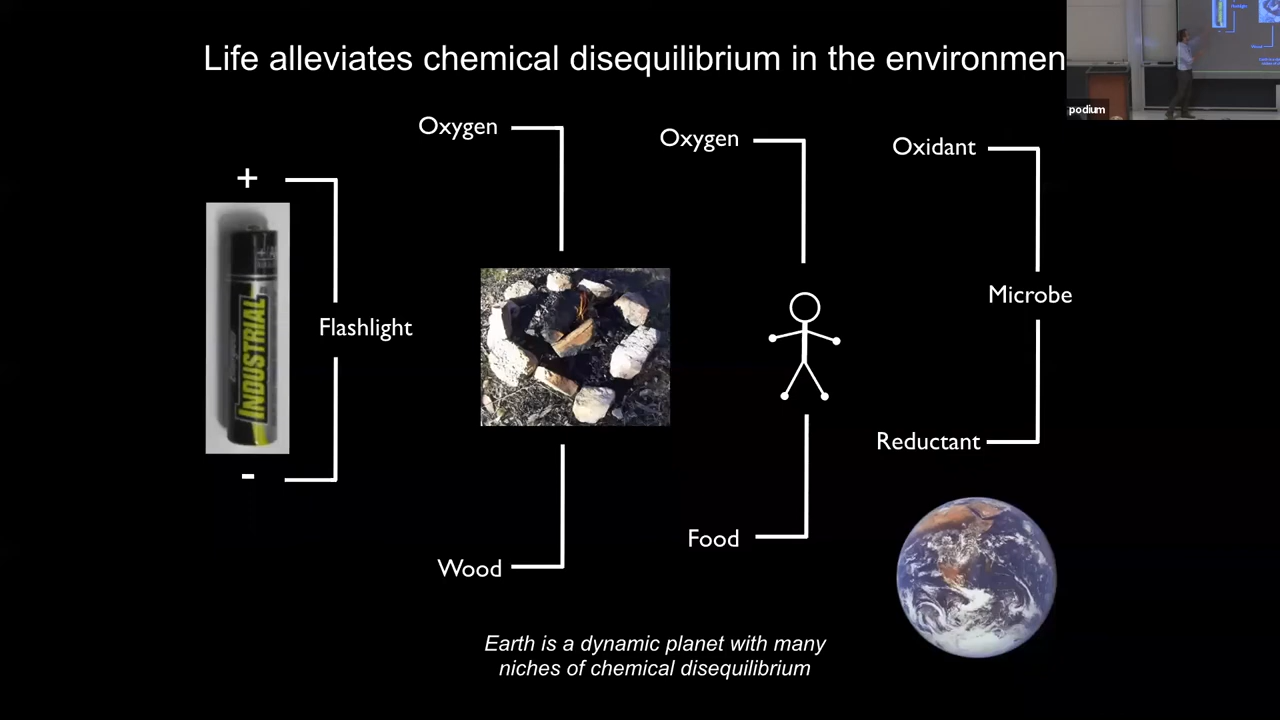 Life alleviates chemical disequilibrium in the environmen
podium
Oxygen
Oxygen
Oxidant
+
INDUSTRIAL
Flashlight
Microbe
Reductant
-
Food
Wood
Earth is a dynamic planet with many
niches of chemical disequilibrium